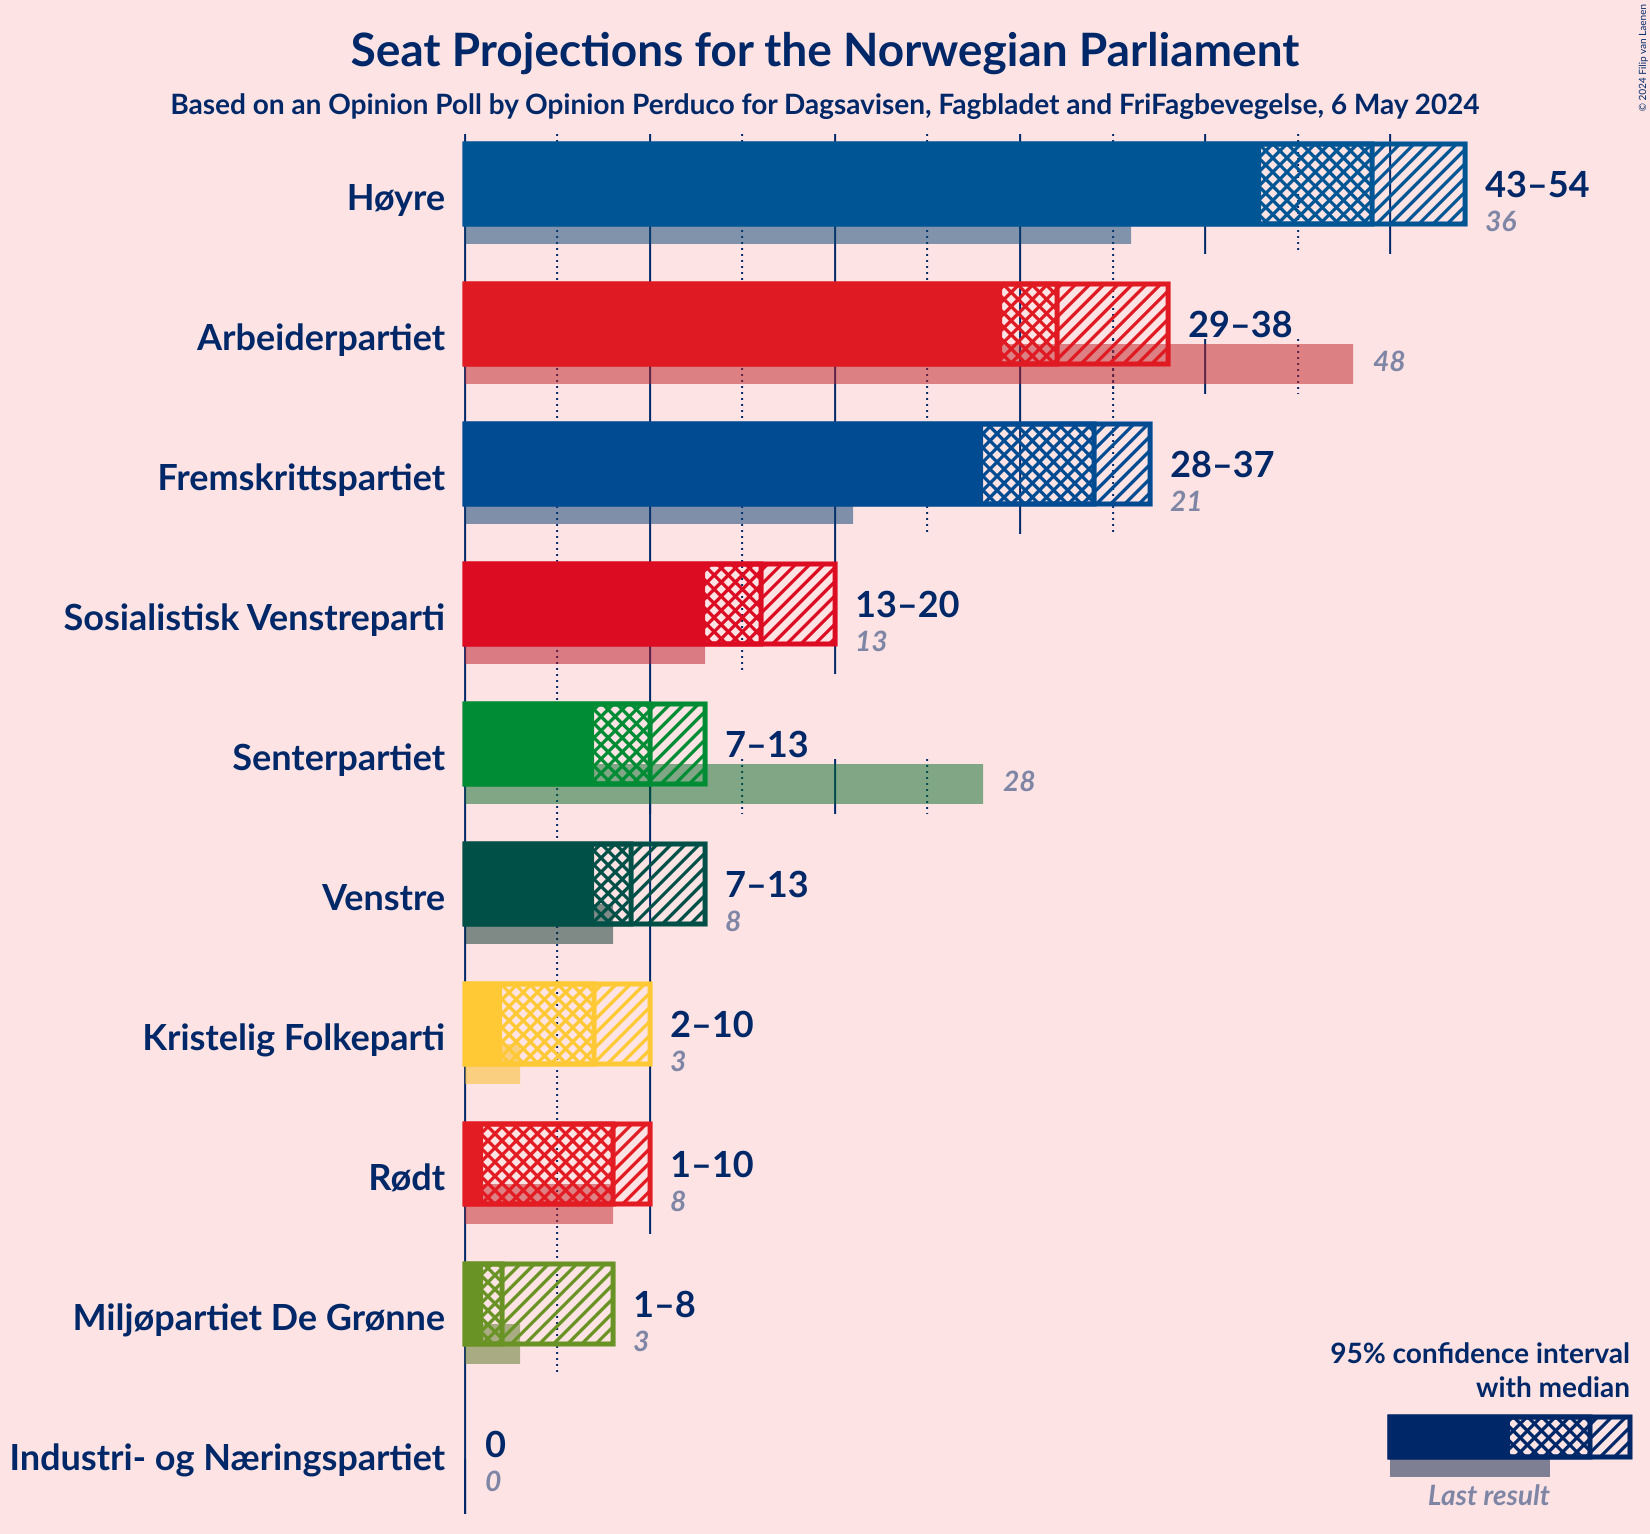 Seat Projections for the Norwegian Parliament
Based on an Opinion Poll by Opinion Perduco for Dagsavisen, Fagbladet and FriFagbevegelse, 6 May 2024
© 2024 Filip van Laenen
Høyre
43–54
36
Arbeiderpartiet
29–38
48
Fremskrittspartiet
28–37
21
Sosialistisk Venstreparti
13–20
13
Senterpartiet
7–13
28
Venstre
7–13
8
Kristelig Folkeparti
2–10
3
Rødt
1–10
8
Miljøpartiet De Grønne
1–8
3
Industri- og Næringspartiet
0
0
95% confidence interval
with median
Last result